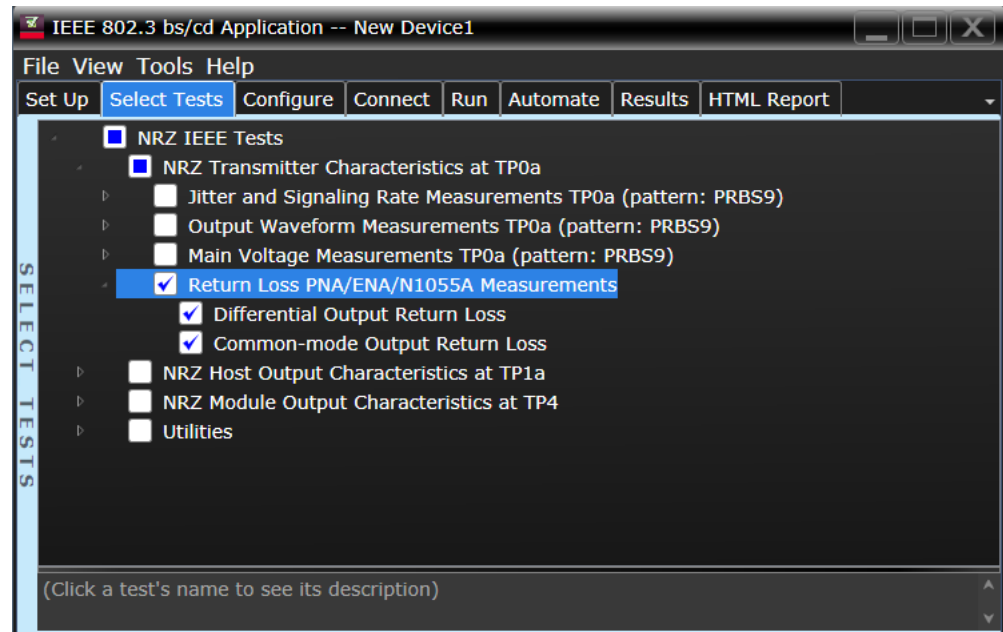 IEEE 802.3 bs/cd Application -- New Device1
File View Tools Help
Set Up Select Tests Configure Connect Run Automate Results HTML Report
NRZ IEEE Tests
NRZ Transmitter Characteristics at TP0a
Jitter and Signaling Rate Measurements TP0a (pattern: PRBS9)
Output Waveform Measurements TP0a (pattern: PRBS9)
Main Voltage Measurements TP0a (pattern: PRBS9)
Return Loss PNA/ENA/N1055A Measurements
Differential Output Return Loss
Common-mode Output Return Loss
NRZ Host Output Characteristics at TP1a
NRZ Module Output Characteristics at TP4
Utilities
SELECT TESTS
(Click a test's name to see its description)